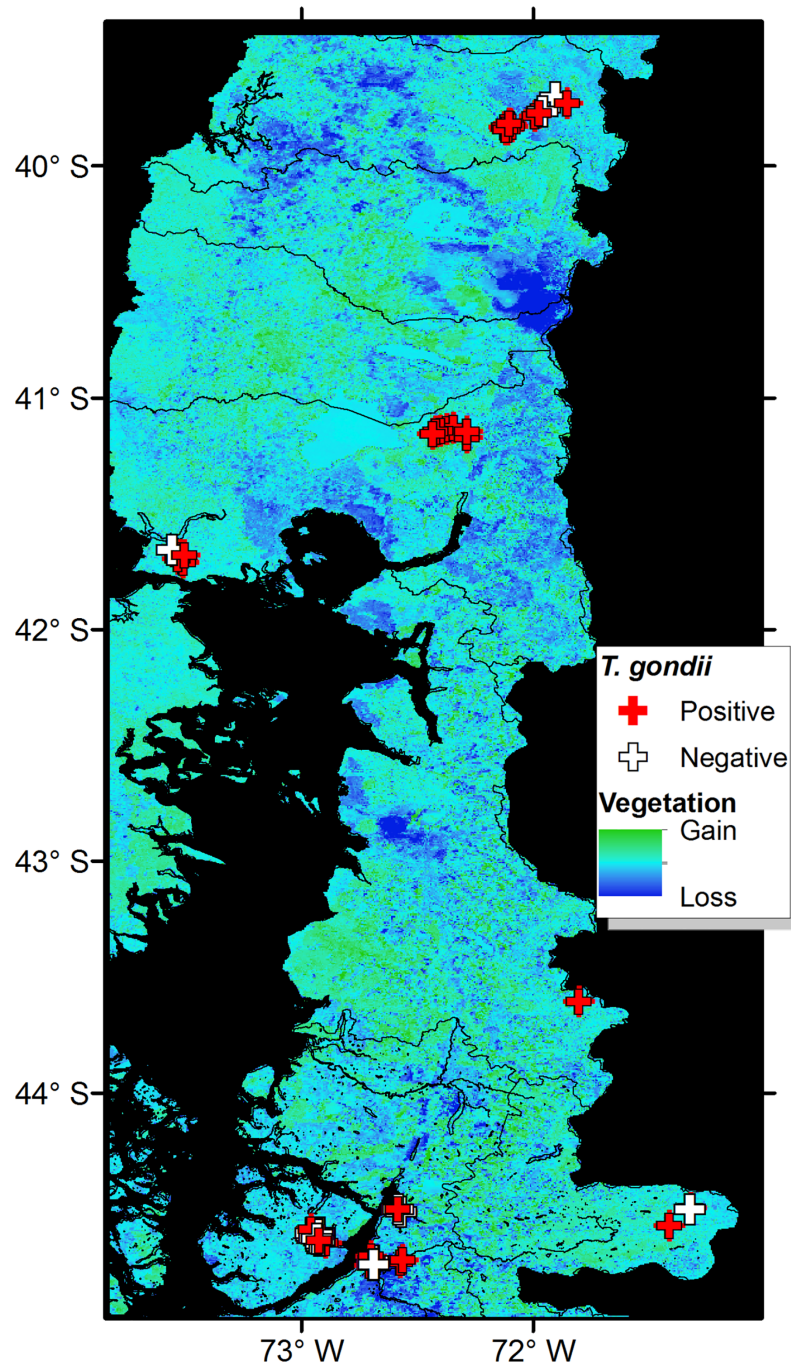 40° S
41° S
42° S
T. gondii
Positive
Negative
Vegetation
Gain
Loss
43° S
44° S
73° W
72° W